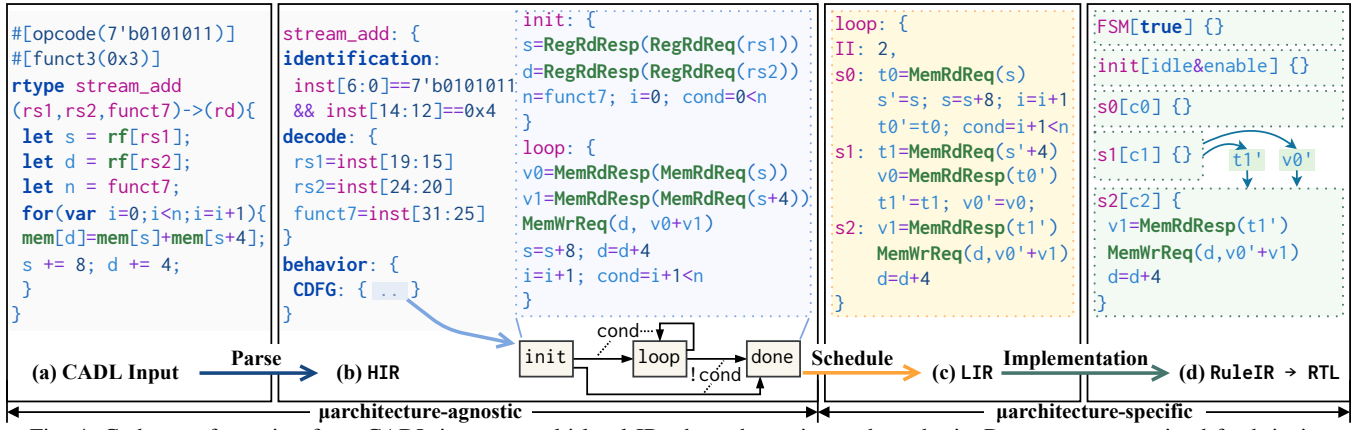 #[opcode(7'b0101011)]
#[funct3(0x3)]
rtype stream_add
(rs1,rs2,funct7)->(rd){
let s = rf[rs1];
let d = rf[rs2];
let n = funct7;
for(var i=0;i<n;i=i+1){
mem[d]=mem[s]+mem[s+4];
s += 8; d += 4;
}
}
(a) CADL Input
Parse
stream_add: {
identification:
inst[6:0]==7'b0101011
&& inst[14:12]==0x4
decode: {
rs1=inst[19:15]
rs2=inst[24:20]
funct7=inst[31:25]
}
behavior: {
CDFG: { .. }
}
(b) HIR
init: {
s=RegRdResp(RegRdReq(rs1))
d=RegRdResp(RegRdReq(rs2))
n=funct7; i=0; cond=0<n
}
loop: {
v0=MemRdResp(MemRdReq(s))
v1=MemRdResp(MemRdReq(s+4))
MemWrReq(d, v0+v1)
s=s+8; d=d+4
i=i+1; cond=i+1<n
}
init
cond
loop
!cond
done
Schedule
loop: {
II: 2,
s0: t0=MemRdReq(s)
s'=s; s=s+8; i=i+1
t0'=t0; cond=i+1<n
s1: t1=MemRdReq(s'+4)
v0=MemRdResp(t0')
t1'=t1; v0'=v0;
s2: v1=MemRdResp(t1')
MemWrReq(d,v0'+v1)
d=d+4
}
(c) LIR
Implementation
FSM[true] {}
init[idle&enable] {}
s0[c0] {}
s1[c1] {}
t1' v0'
s2[c2] {
v1=MemRdResp(t1')
MemWrReq(d,v0'+v1)
d=d+4
}
(d) RuleIR → RTL
μarchitecture-agnostic
μarchitecture-specific